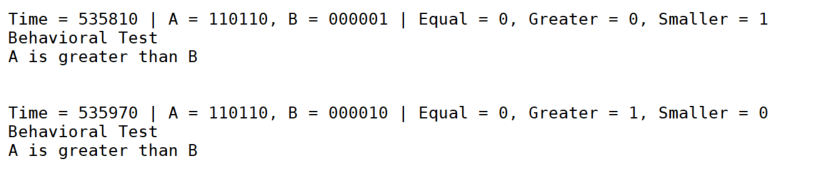 Time = 535810 | A = 110110, B = 000001 | Equal = 0, Greater = 0, Smaller = 1
Behavioral Test
A is greater than B
Time = 535970 | A = 110110, B = 000010 | Equal = 0, Greater = 1, Smaller = 0
Behavioral Test
A is greater than B